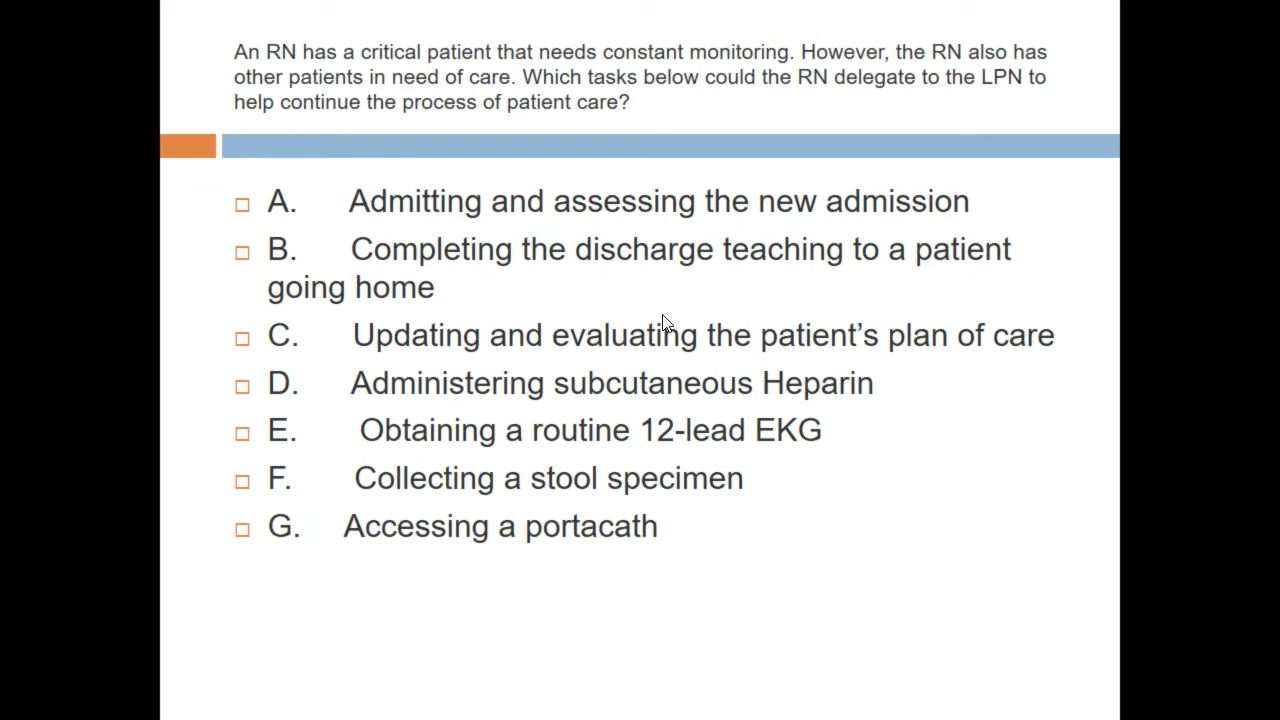 An RN has a critical patient that needs constant monitoring. However, the RN also has
other patients in need of care. Which tasks below could the RN delegate to the LPN to
help continue the process of patient care?
A. Admitting and assessing the new admission
B. Completing the discharge teaching to a patient
going home
C. Updating and evaluating the patient’s plan of care
D. Administering subcutaneous Heparin
E. Obtaining a routine 12-lead EKG
F. Collecting a stool specimen
G. Accessing a portacath